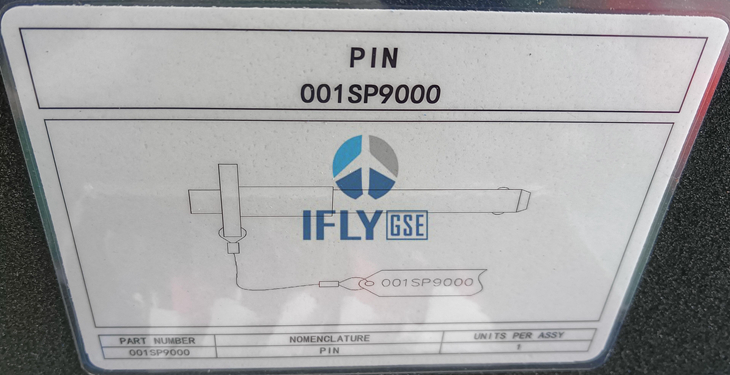 PIN
001SP9000
IFLY GSE
001SP9000
PART NUMBER NOMENCLATURE UNITS PER ASSY
001SP9000 PIN 1